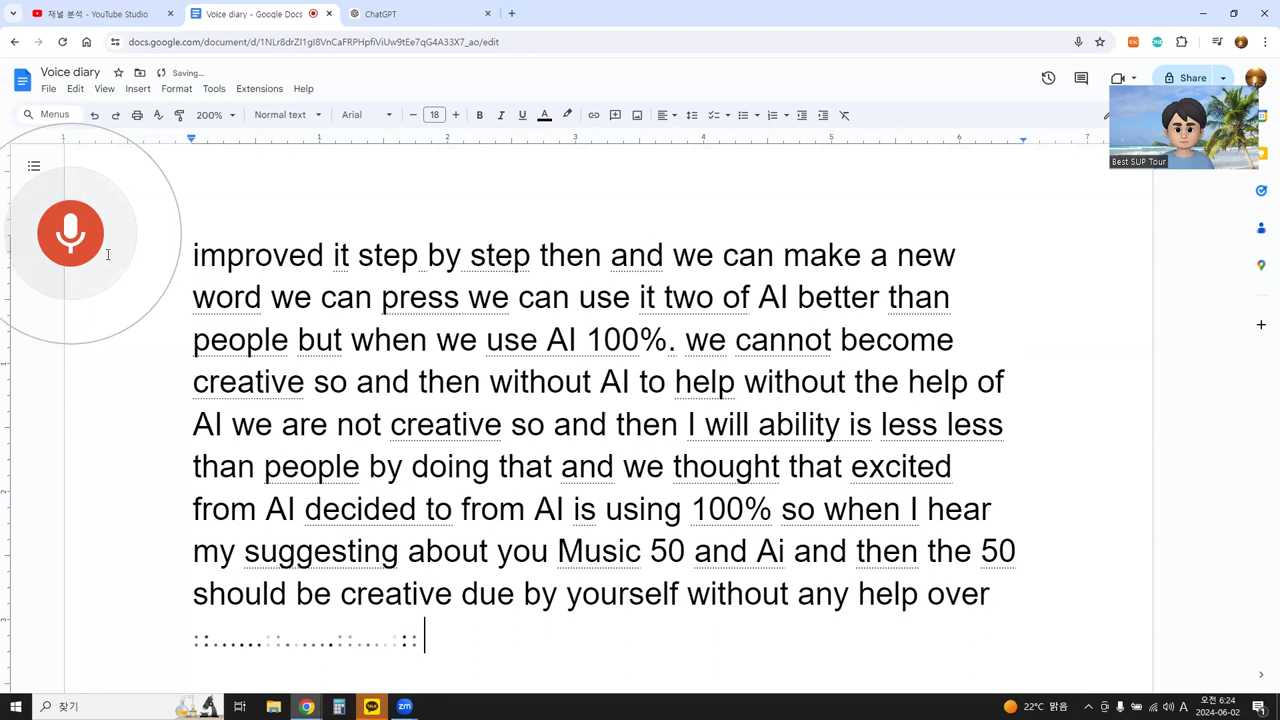 재널 분석 - YouTube Studio
Voice diary - Google Docs
ChatGPT
docs.google.com/document/d/1NLr8drZI1gI8VnCaFRPHpfiViUw9tEe7qG4A33X7_ao/edit
Voice diary
Saving...
File Edit View Insert Format Tools Extensions Help
Share
Menus 200% Normal text Arial 18 B I U A
1 1 2 3 4 5 6
Best SUP Tour
improved it step by step then and we can make a new
word we can press we can use it two of AI better than
people but when we use AI 100%. we cannot become
creative so and then without AI to help without the help of
AI we are not creative so and then I will ability is less less
than people by doing that and we thought that excited
from AI decided to from AI is using 100% so when I hear
my suggesting about you Music 50 and Ai and then the 50
should be creative due by yourself without any help over
찾기
22°C 맑음
A
오전 6:24
2024-06-02